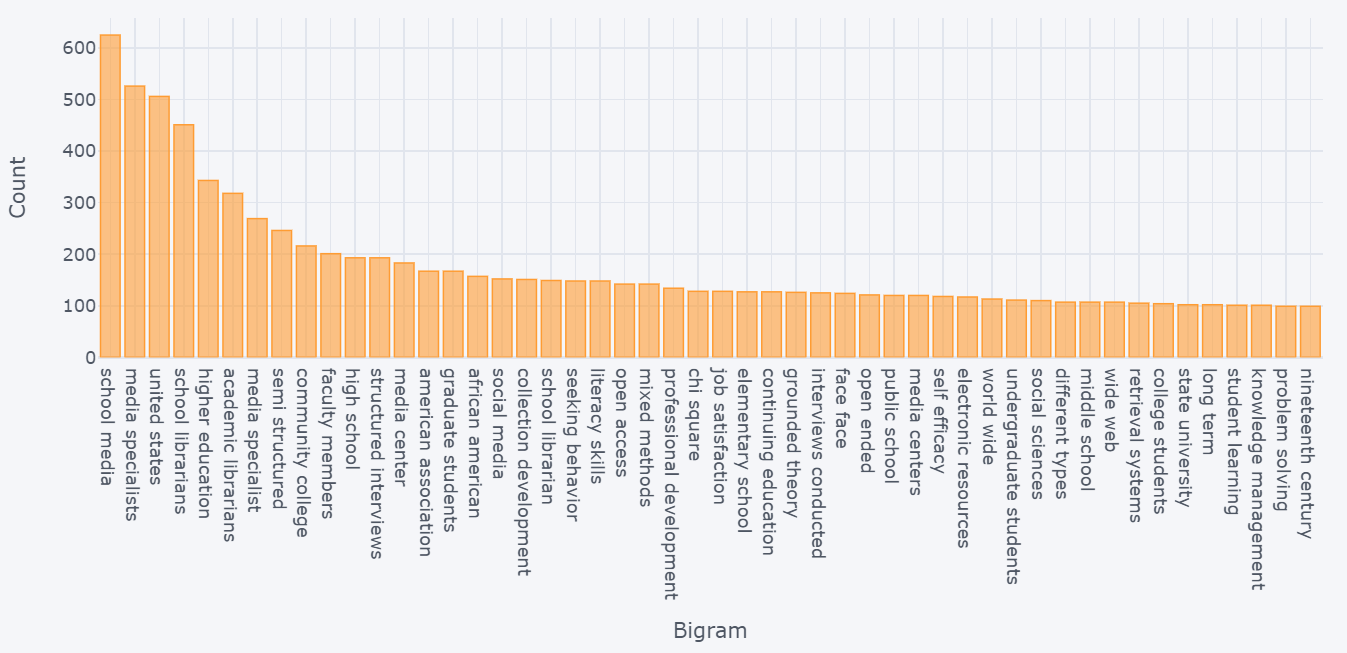 600
500
400
300
200
100
0
Count
school media
media specialists
united states
school librarians
higher education
academic librarians
media specialist
semi structured
community college
faculty members
high school
structured interviews
media center
american association
graduate students
african american
social media
collection development
school librarian
seeking behavior
literacy skills
open access
mixed methods
professional development
chi square
job satisfaction
elementary school
continuing education
grounded theory
interviews conducted
face face
open ended
public school
media centers
self efficacy
electronic resources
world wide
undergraduate students
social sciences
different types
middle school
wide web
retrieval systems
college students
state university
long term
student learning
knowledge management
problem solving
nineteenth century
Bigram